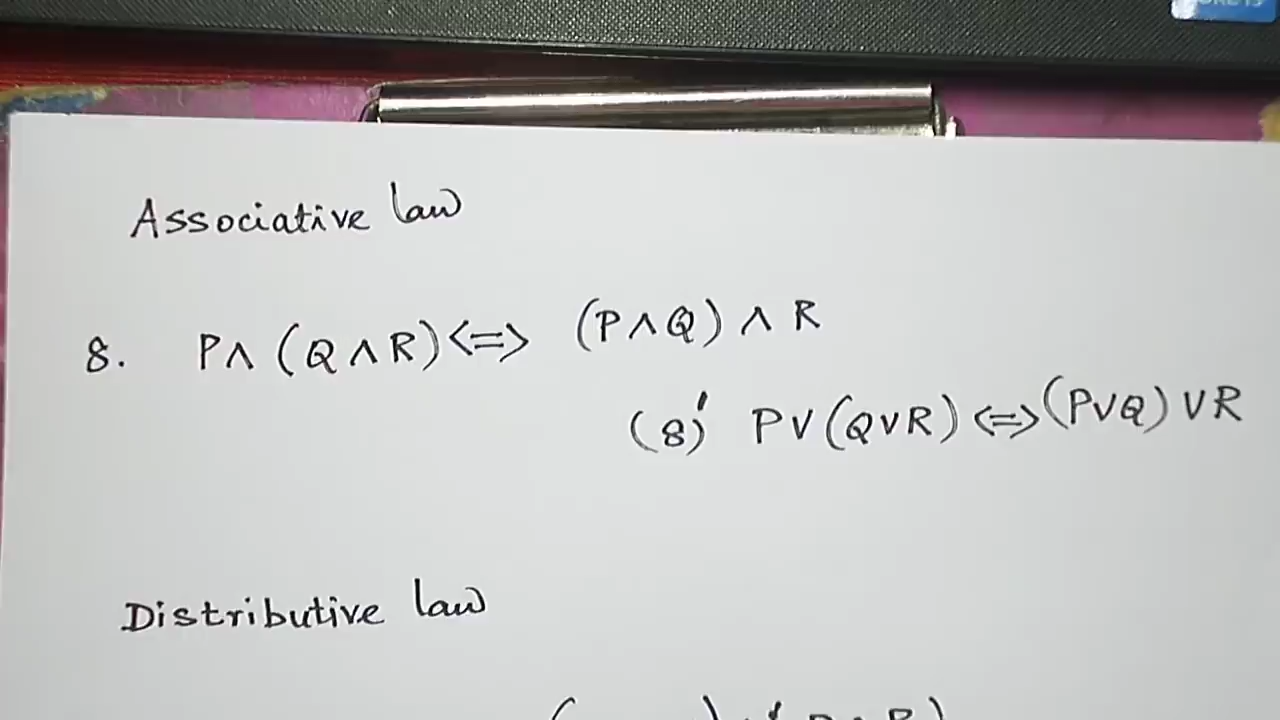 Associative law
8. P∧ (Q∧R) <=> (P∧Q) ∧ R
(8)' P∨(Q∨R) <=> (P∨Q) ∨R
Distributive law